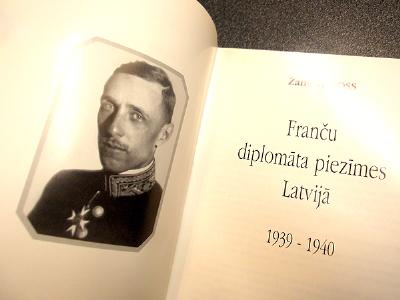 Franču
diplomāta piezīmes
Latvijā
1939 - 1940